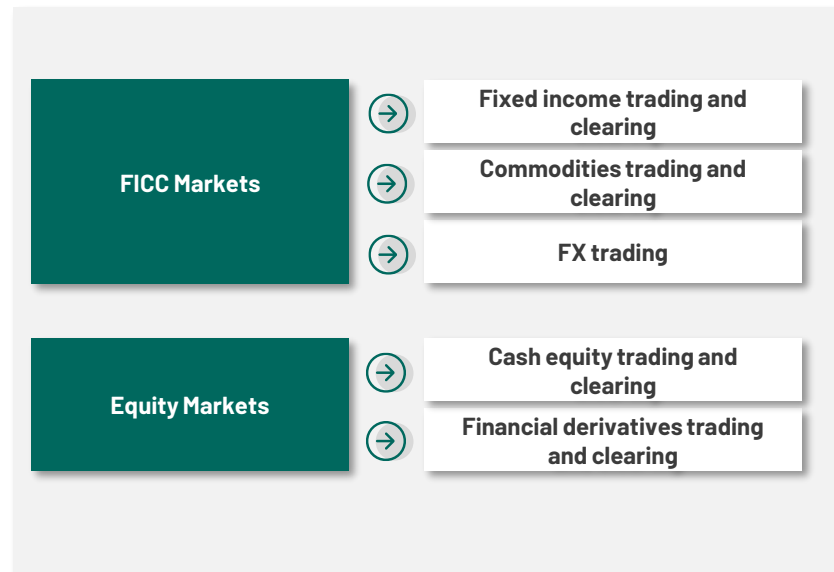 FICC Markets
Fixed income trading and
clearing
Commodities trading and
clearing
FX trading
Equity Markets
Cash equity trading and
clearing
Financial derivatives trading
and clearing